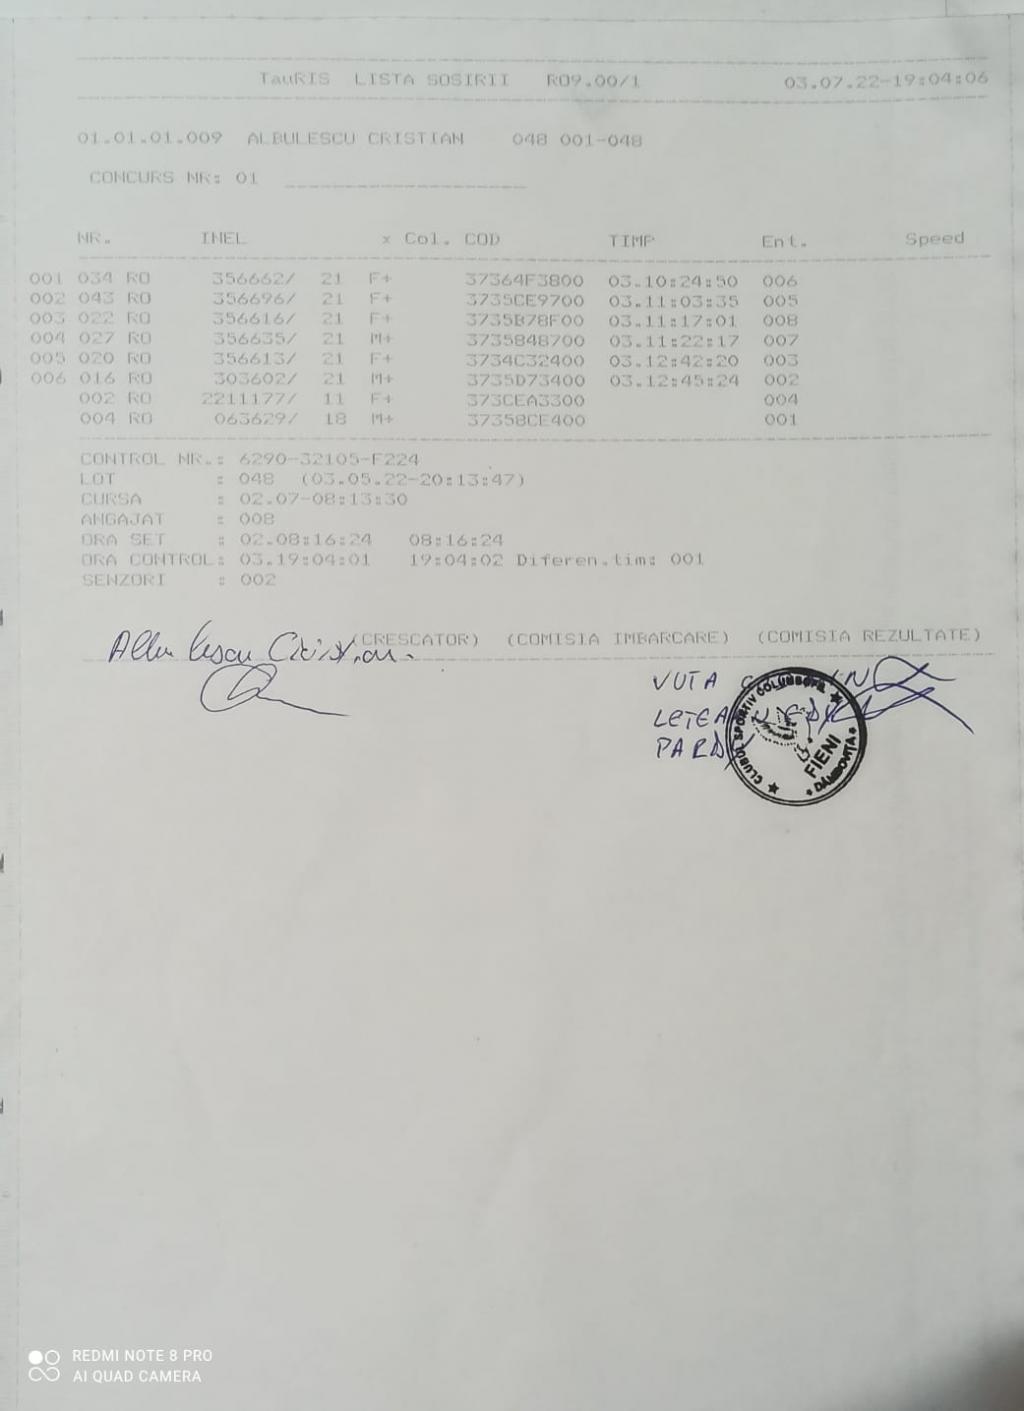 TauRIS LISTA SOSIRII RO9.00/1 03.07.22-19:04:06
01.01.01.009 ALBULESCU CRISTIAN 048 001-048
CONCURS NR: 01
NR. INEL x Col. COD TIMP Ent. Speed
001 034 RO 356662/ 21 F+ 37364F3800 03.10:24:50 006
002 043 RO 356696/ 21 F+ 3735CE9700 03.11:03:35 005
003 022 RO 356616/ 21 F+ 3735B78F00 03.11:17:01 008
004 027 RO 356635/ 21 M+ 3735848700 03.11:22:17 007
005 020 RO 356613/ 21 F+ 3734C32400 03.12:42:20 003
006 016 RO 303602/ 21 M+ 3735D73400 03.12:45:24 002
002 RO 2211177/ 11 F+ 373CEA3300 004
004 RO 063629/ 18 M+ 37358CE400 001
CONTROL NR.: 6290-32105-F224
LOT : 048 (03.05.22-20:13:47)
CURSA : 02.07-08:13:30
ANGAJAT : 008
ORA SET : 02.08:16:24 08:16:24
ORA CONTROL: 03.19:04:01 19:04:02 Diferen.tim: 001
SENZORI : 002
(CRESCATOR) (COMISIA IMBARCARE) (COMISIA REZULTATE)
Albulescu Cristian
VUTA
CLUBUL SPORTIV COLUMBOFIL
FIENI
DAMBOVITA
REDMI NOTE 8 PRO
AI QUAD CAMERA